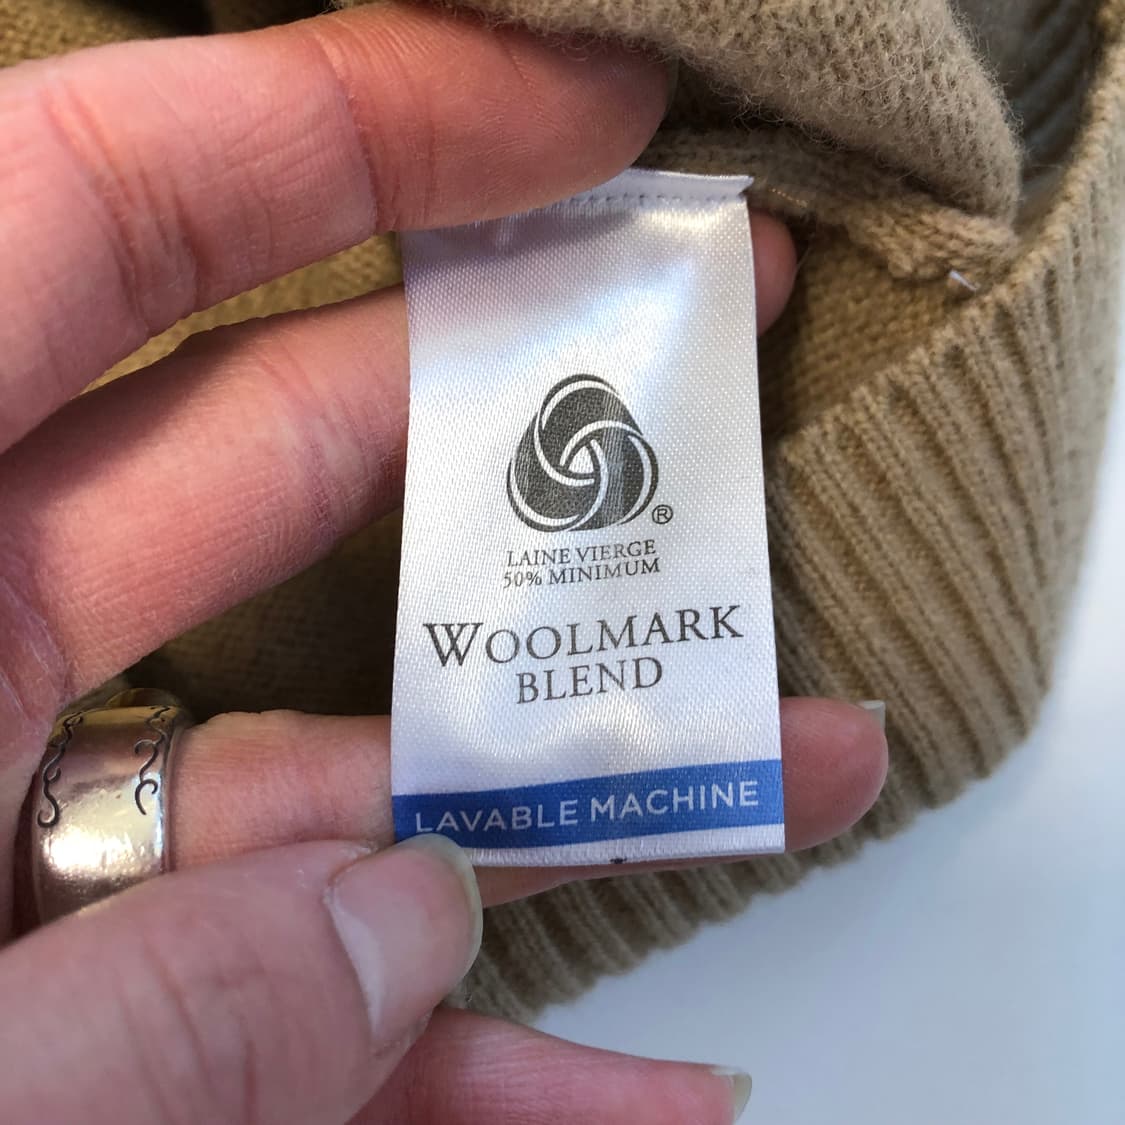 ®
LAINE VIERGE
50% MINIMUM
WOOLMARK
BLEND
LAVABLE MACHINE